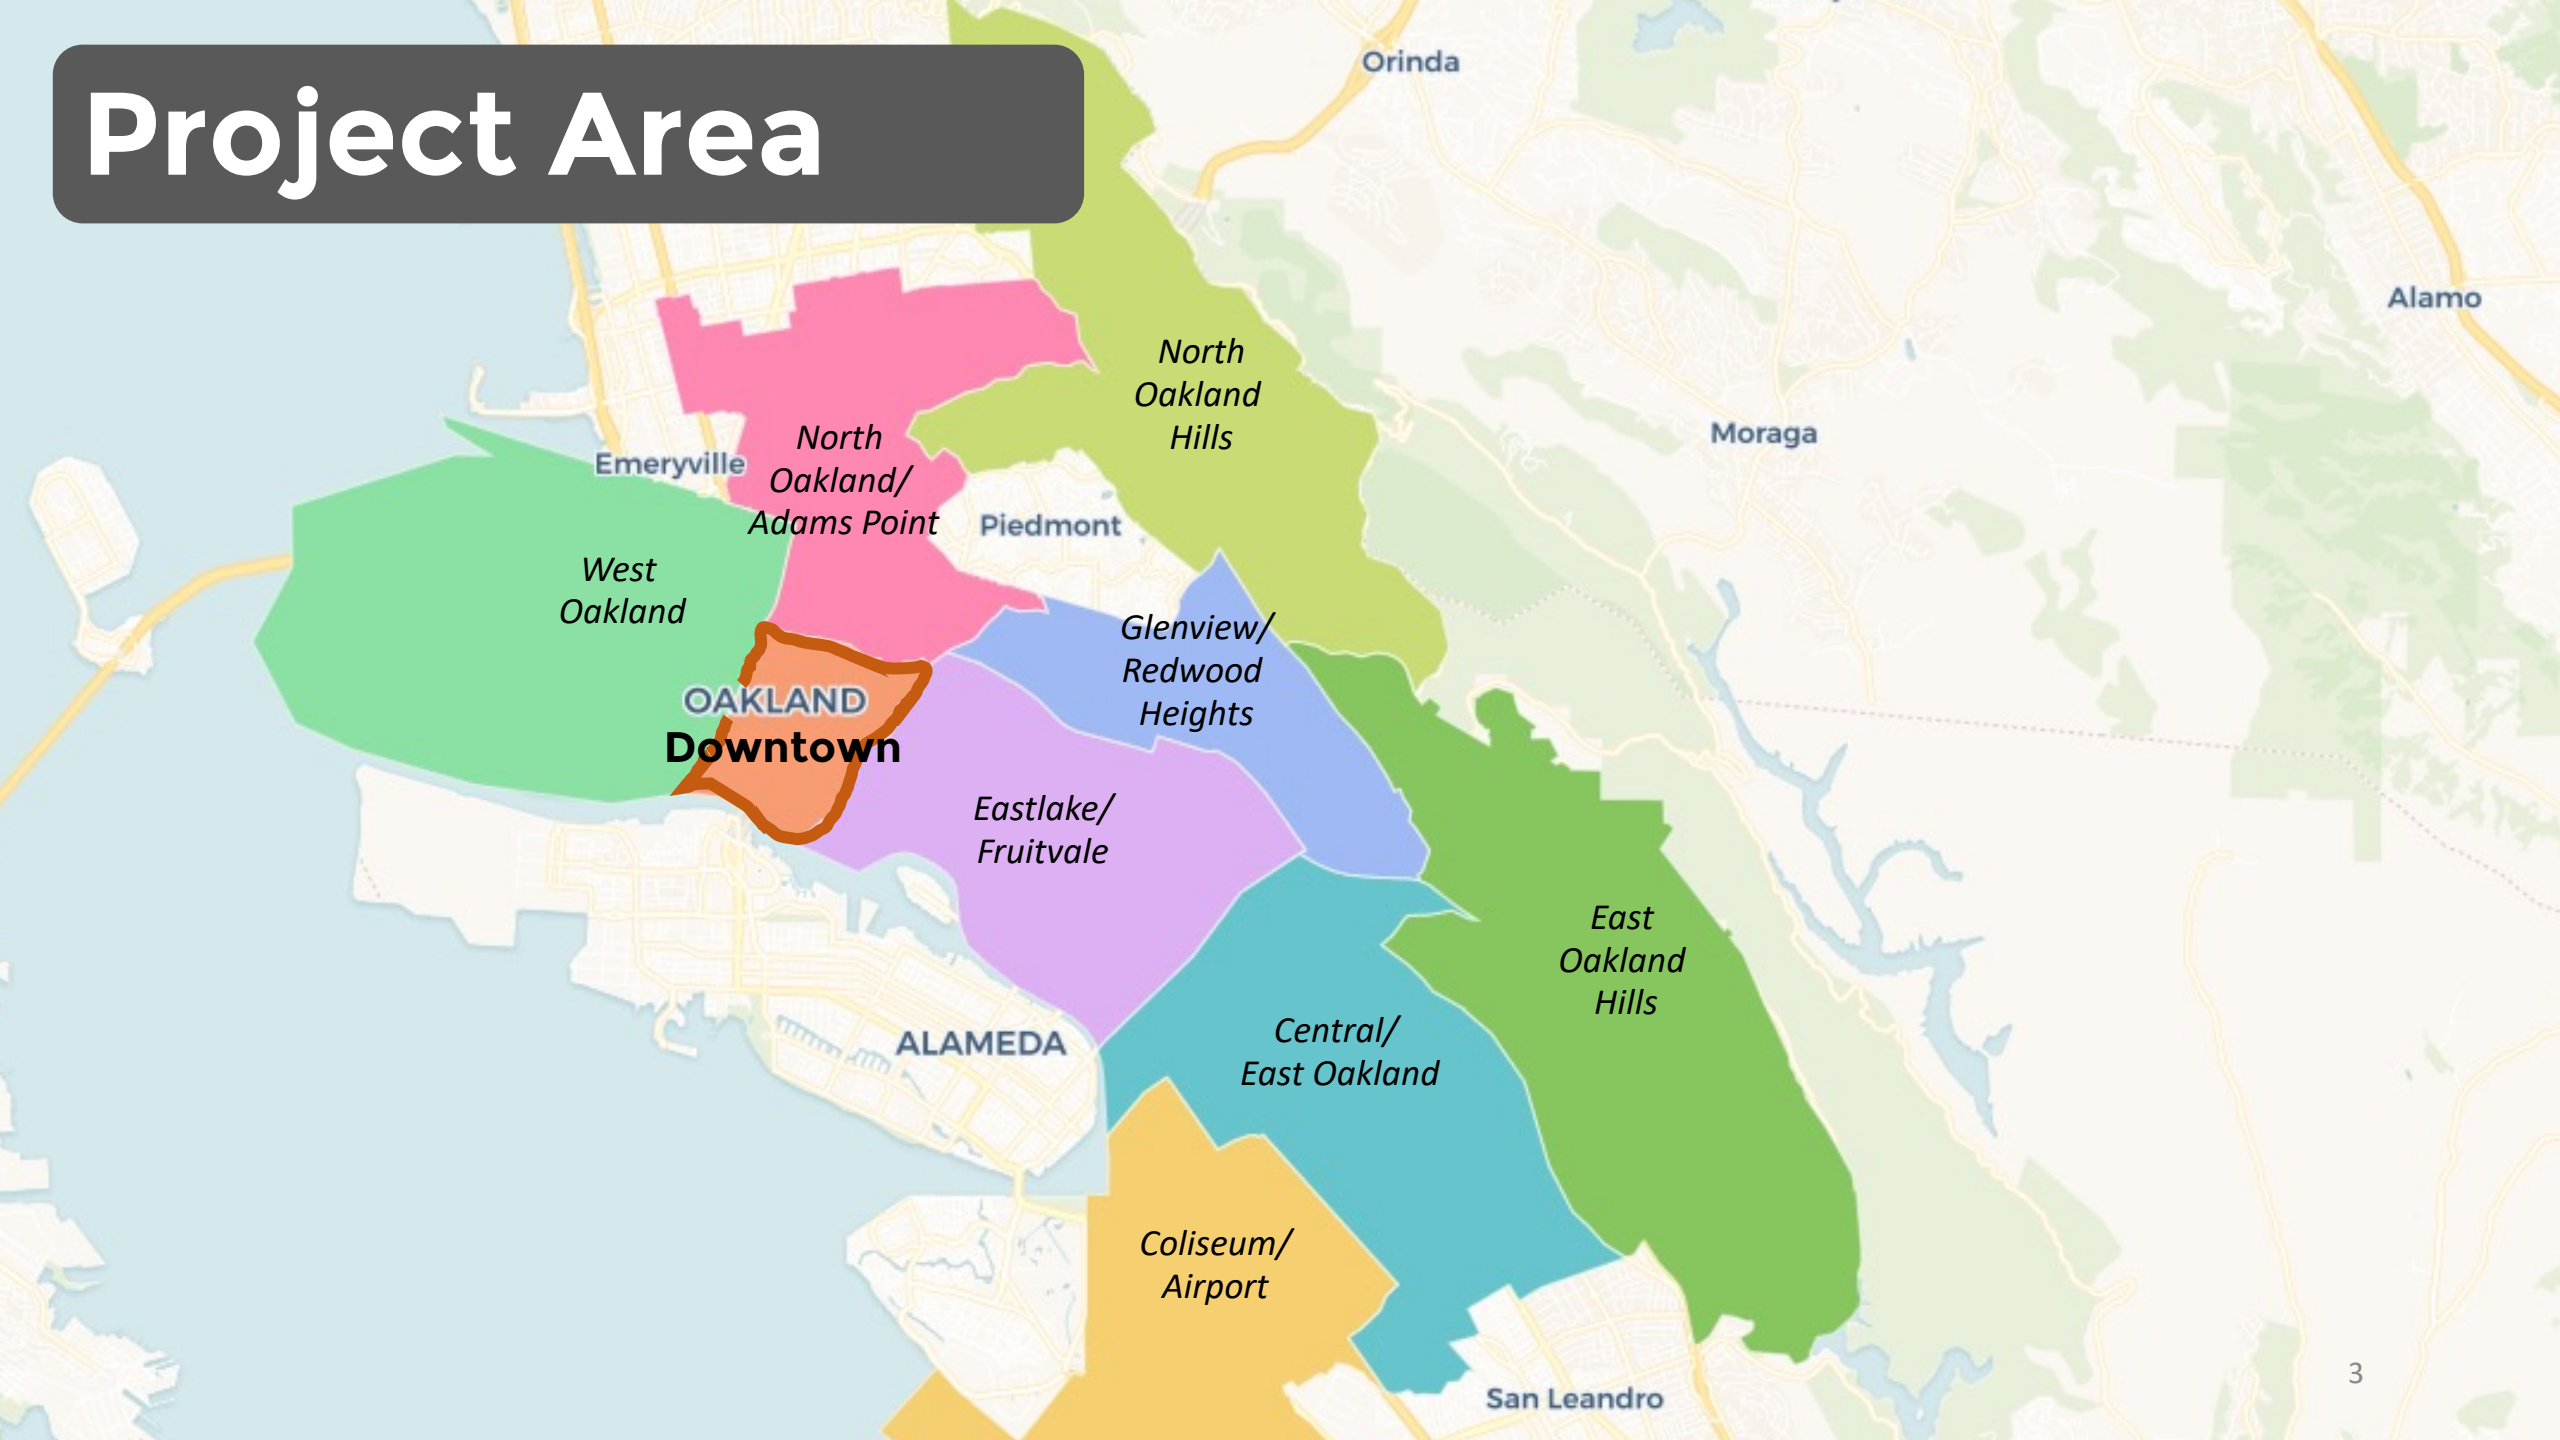 Project Area
Orinda
Alamo
North
Oakland
Hills
Moraga
North
Oakland/
Adams Point
Emeryville
Piedmont
West
Oakland
Glenview/
Redwood
Heights
OAKLAND
Downtown
Eastlake/
Fruitvale
East
Oakland
Hills
Central/
East Oakland
ALAMEDA
Coliseum/
Airport
San Leandro
3